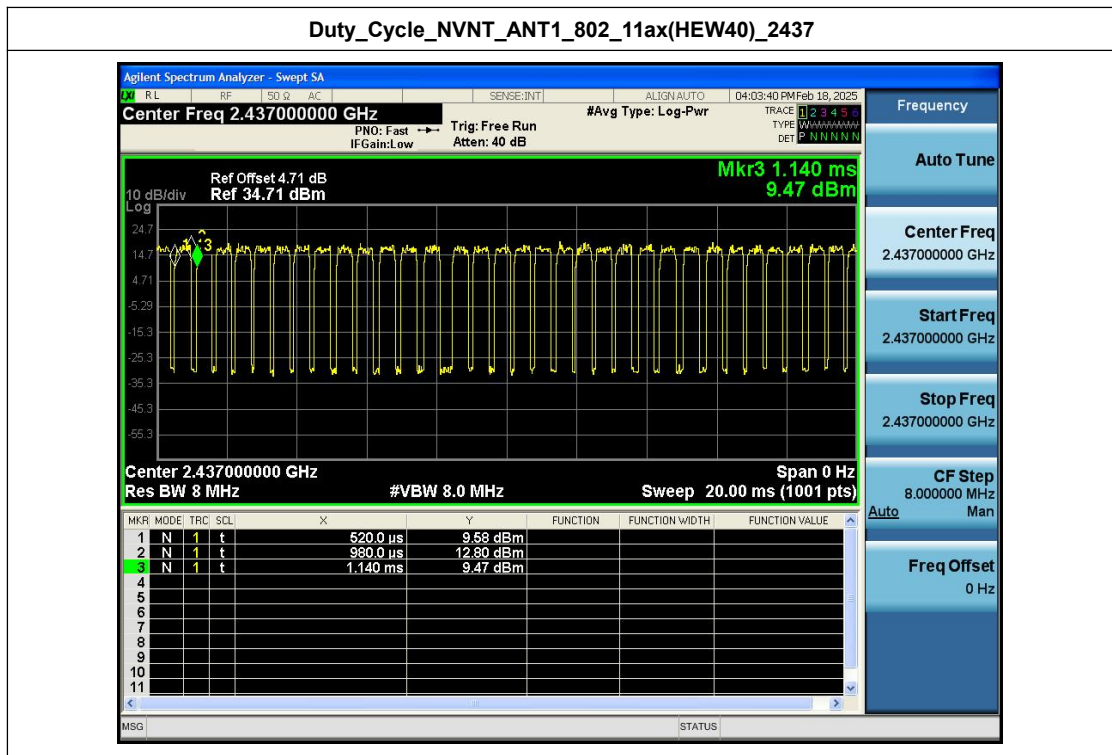 Duty_Cycle_NVNT_ANT1_802_11ax(HEW40)_2437
Agilent Spectrum Analyzer - Swept SA
LXI RL RF 50 Ω AC SENSE:INT ALIGNAUTO 04:03:40 PMFeb 18, 2025
Center Freq 2.437000000 GHz
PNO: Fast
IFGain:Low
Trig: Free Run
Atten: 40 dB
#Avg Type: Log-Pwr
TRACE 1 2 3 4 5 6
TYPE WWWWWW
DET P N N N N N
Ref Offset 4.71 dB
10 dB/div Ref 34.71 dBm
Log
Mkr3 1.140 ms
9.47 dBm
24.7
14.7
4.71
-5.29
-15.3
-25.3
-35.3
-45.3
-55.3
Center 2.437000000 GHz Span 0 Hz
Res BW 8 MHz #VBW 8.0 MHz Sweep 20.00 ms (1001 pts)
MKR MODE TRC SCL X Y FUNCTION FUNCTION WIDTH FUNCTION VALUE
1 N 1 t 520.0 µs 9.58 dBm
2 N 1 t 980.0 µs 12.80 dBm
3 N 1 t 1.140 ms 9.47 dBm
4
5
6
7
8
9
10
11
MSG STATUS
Frequency
Auto Tune
Center Freq
2.437000000 GHz
Start Freq
2.437000000 GHz
Stop Freq
2.437000000 GHz
CF Step
8.000000 MHz
Auto Man
Freq Offset
0 Hz